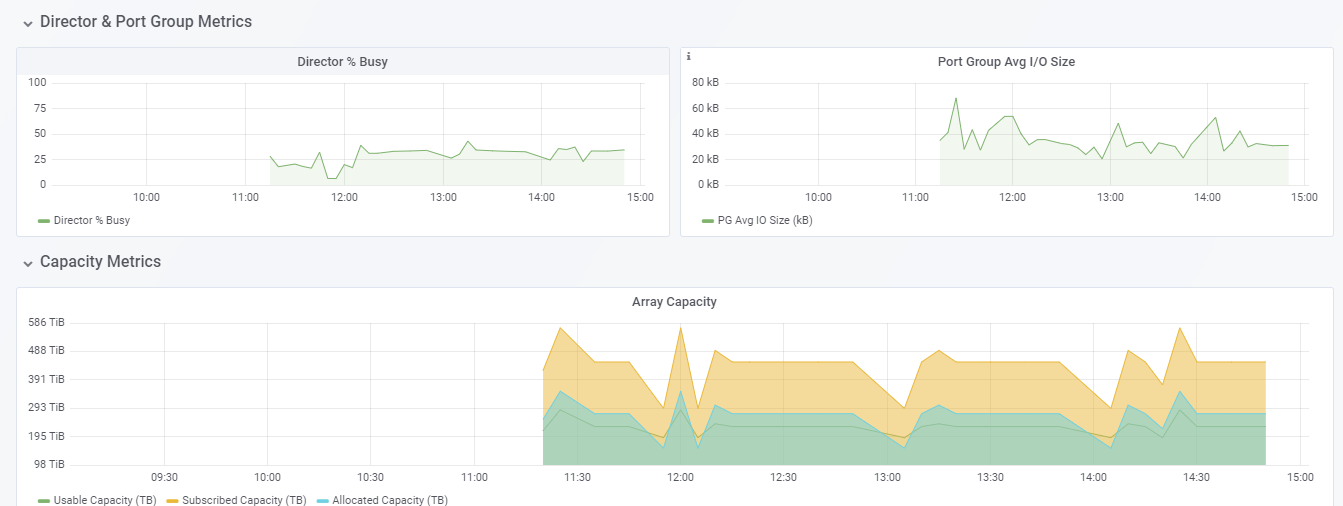 Director & Port Group Metrics
Director % Busy
100
75
50
25
0
10:00 11:00 12:00 13:00 14:00 15:00
Director % Busy
i
Port Group Avg I/O Size
80 kB
60 kB
40 kB
20 kB
0 kB
10:00 11:00 12:00 13:00 14:00 15:00
PG Avg IO Size (kB)
Capacity Metrics
Array Capacity
586 TiB
488 TiB
391 TiB
293 TiB
195 TiB
98 TiB
09:30 10:00 10:30 11:00 11:30 12:00 12:30 13:00 13:30 14:00 14:30 15:00
Usable Capacity (TB) Subscribed Capacity (TB) Allocated Capacity (TB)